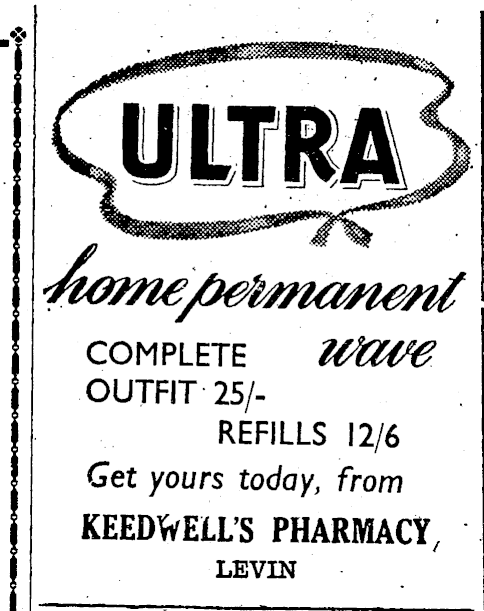 ULTRA
home permanent
wave
COMPLETE
OUTFIT 25/-
REFILLS 12/6
Get yours today, from
KEEDWELL'S PHARMACY,
LEVIN